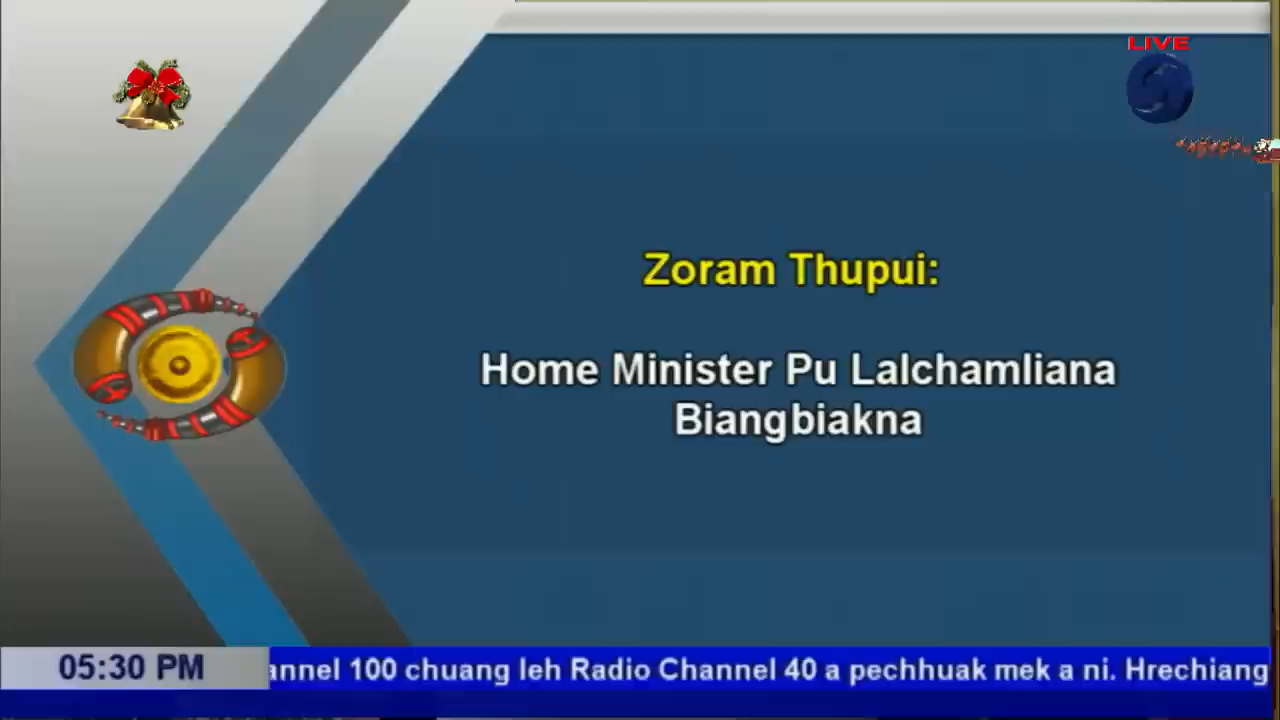 LIVE
Zoram Thupui:
Home Minister Pu Lalchamliana
Biangbiakna
05:30 PM
annel 100 chuang leh Radio Channel 40 a pechhuak mek a ni. Hrechiang